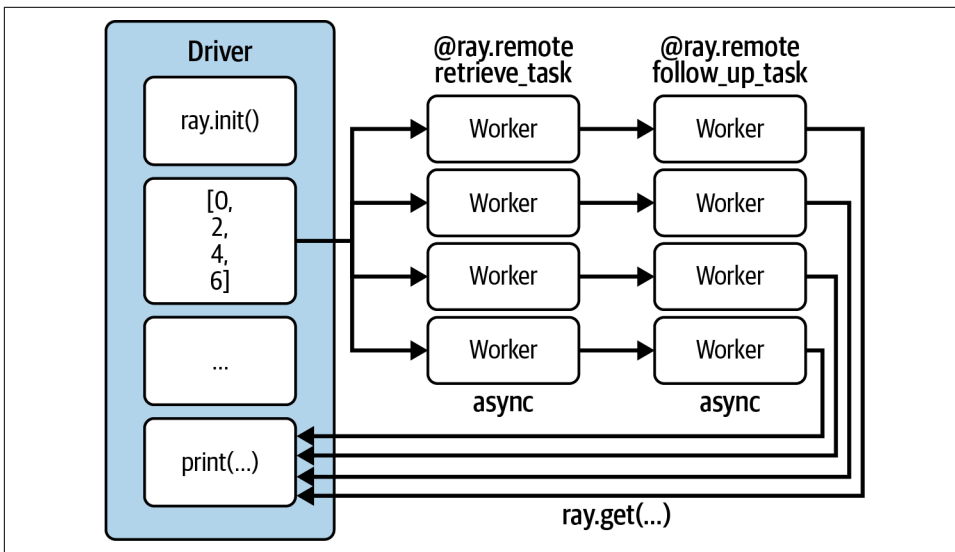 Driver
ray.init()
[0,
2,
4,
6]
...
print(...)
@ray.remote
retrieve_task
Worker
Worker
Worker
Worker
async
@ray.remote
follow_up_task
Worker
Worker
Worker
Worker
async
ray.get(...)